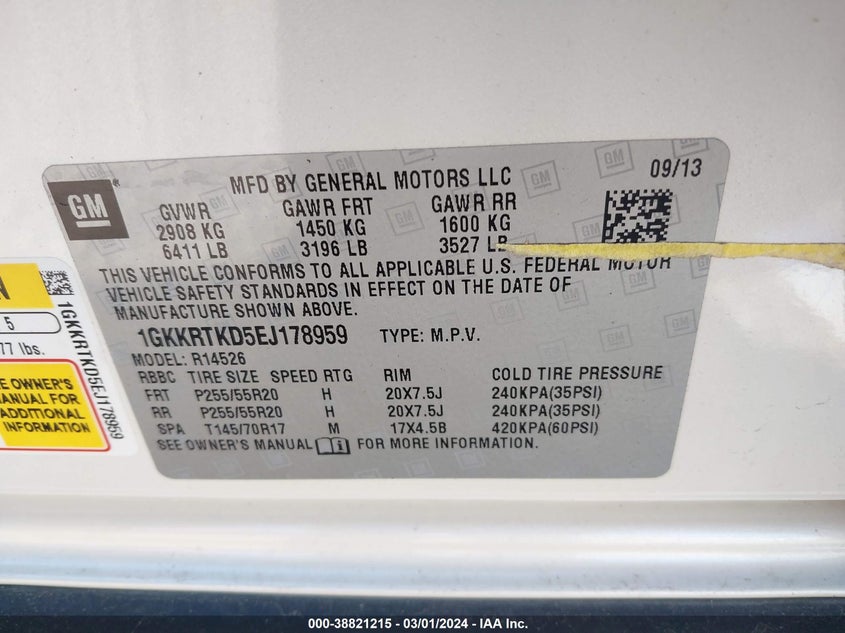 GM
MFD BY GENERAL MOTORS LLC
09/13
GVWR GAWR FRT GAWR RR
2908 KG 1450 KG 1600 KG
6411 LB 3196 LB 3527 LB
THIS VEHICLE CONFORMS TO ALL APPLICABLE U.S. FEDERAL MOTOR
VEHICLE SAFETY STANDARDS IN EFFECT ON THE DATE OF
MANUFACTURE SHOWN ABOVE.
1GKKRTKD5EJ178959 TYPE: M.P.V.
MODEL: R14526
RBBC TIRE SIZE SPEED RTG RIM COLD TIRE PRESSURE
FRT P255/55R20 H 20X7.5J 240KPA(35PSI)
RR P255/55R20 H 20X7.5J 240KPA(35PSI)
SPA T145/70R17 M 17X4.5B 420KPA(60PSI)
SEE OWNER'S MANUAL FOR MORE INFORMATION.
N
5
77 lbs.
E OWNER'S
MANUAL FOR
ADDITIONAL
INFORMATION
1GKKRTKD5EJ178959
000-38821215 - 03/01/2024 - IAA Inc.